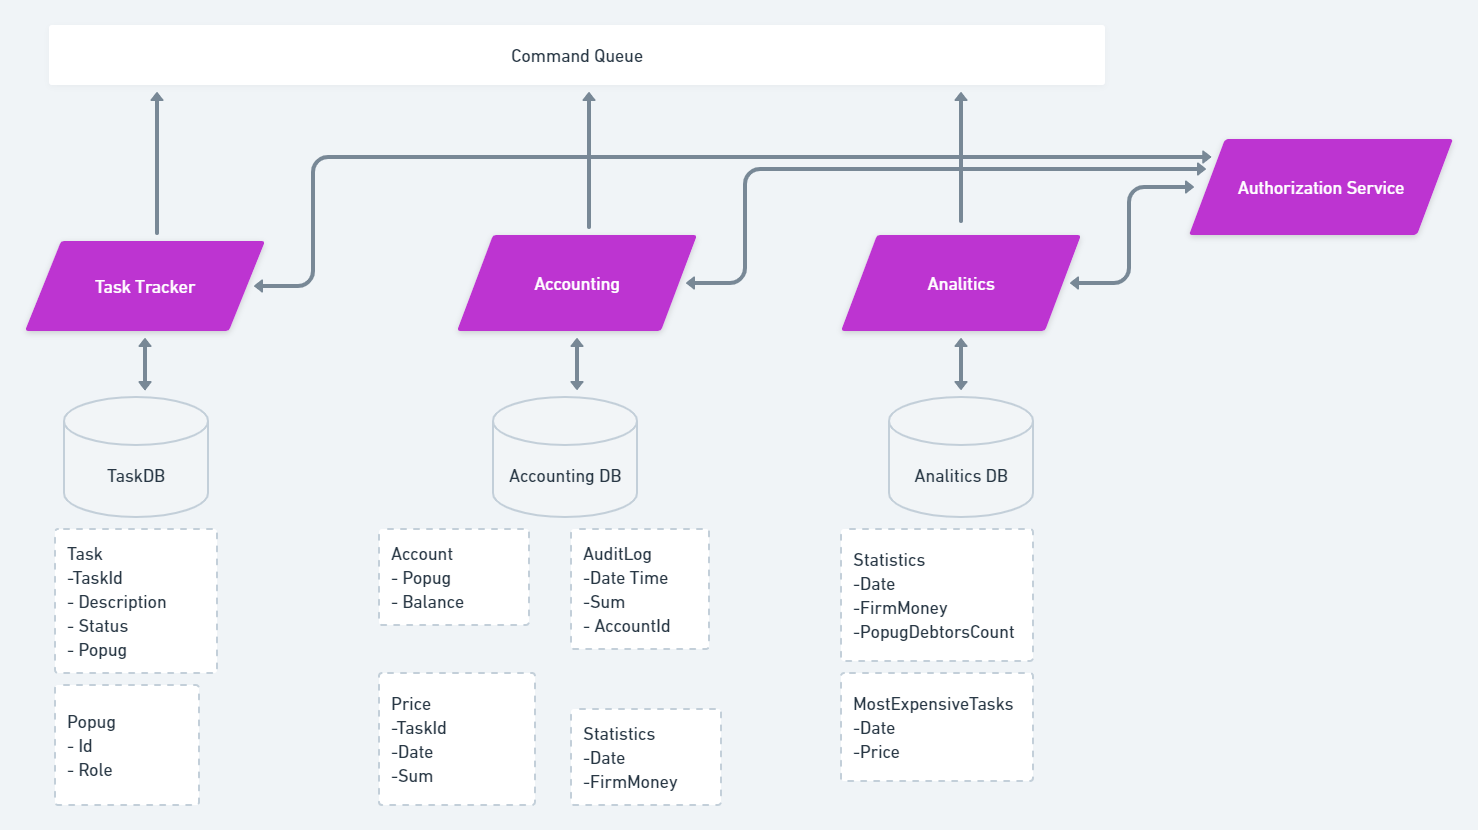 Command Queue
Authorization Service
Task Tracker
Accounting
Analitics
TaskDB
Accounting DB
Analitics DB
Task
-TaskId
- Description
- Status
- Popug
Popug
- Id
- Role
Account
- Popug
- Balance
AuditLog
-Date Time
-Sum
- AccountId
Price
-TaskId
-Date
-Sum
Statistics
-Date
-FirmMoney
Statistics
-Date
-FirmMoney
-PopugDebtorsCount
MostExpensiveTasks
-Date
-Price